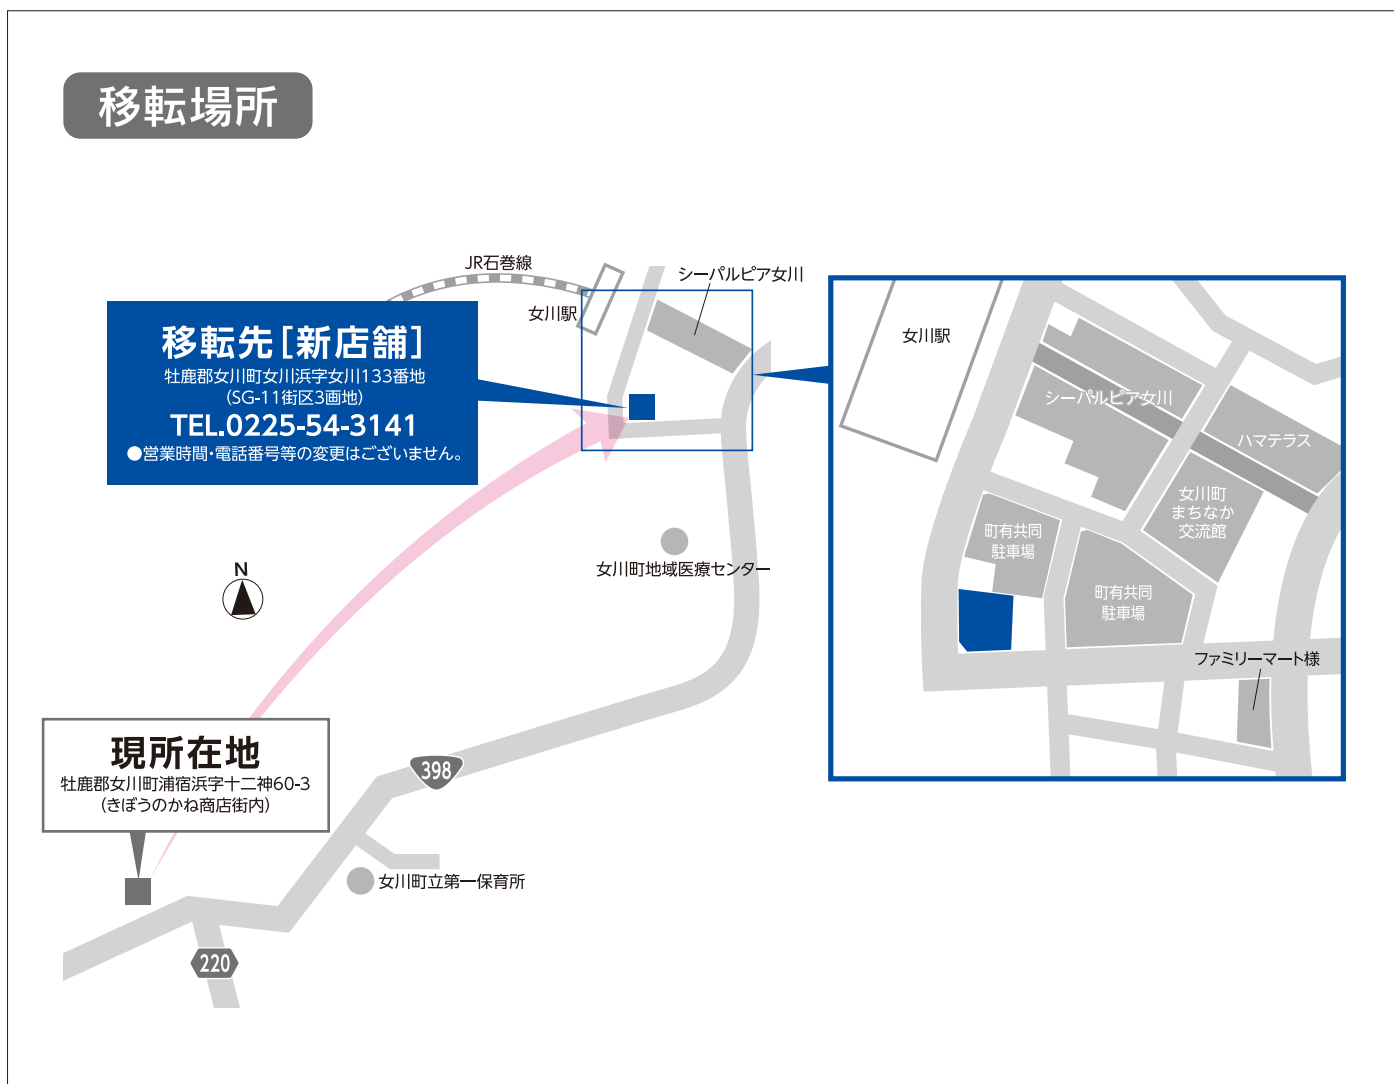 移転場所
JR石巻線
シーパルピア女川
女川駅
移転先[新店舗]
牡鹿郡女川町女川浜字女川133番地
(SG-11街区3画地)
TEL.0225-54-3141
●営業時間・電話番号等の変更はございません。
女川町地域医療センター
N
現所在地
牡鹿郡女川町浦宿浜字十二神60-3
(きぼうのかね商店街内)
398
女川町立第一保育所
220
女川駅
シーパルピア女川
ハマテラス
女川町
まちなか
交流館
町有共同
駐車場
町有共同
駐車場
ファミリーマート様